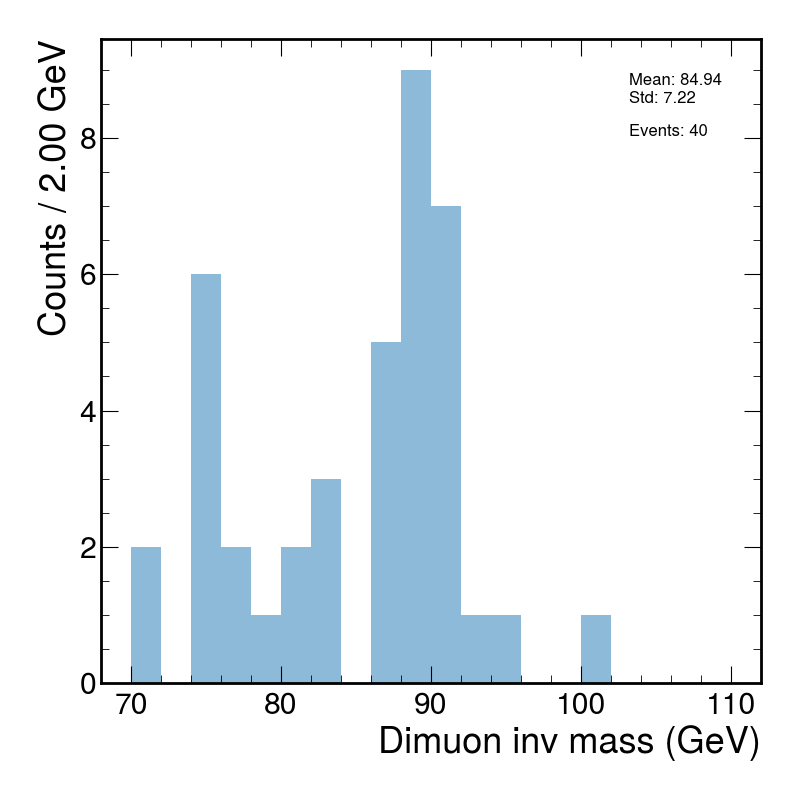 Counts / 2.00 GeV
8
6
4
2
0
Mean: 84.94
Std: 7.22
Events: 40
70 80 90 100 110
Dimuon inv mass (GeV)